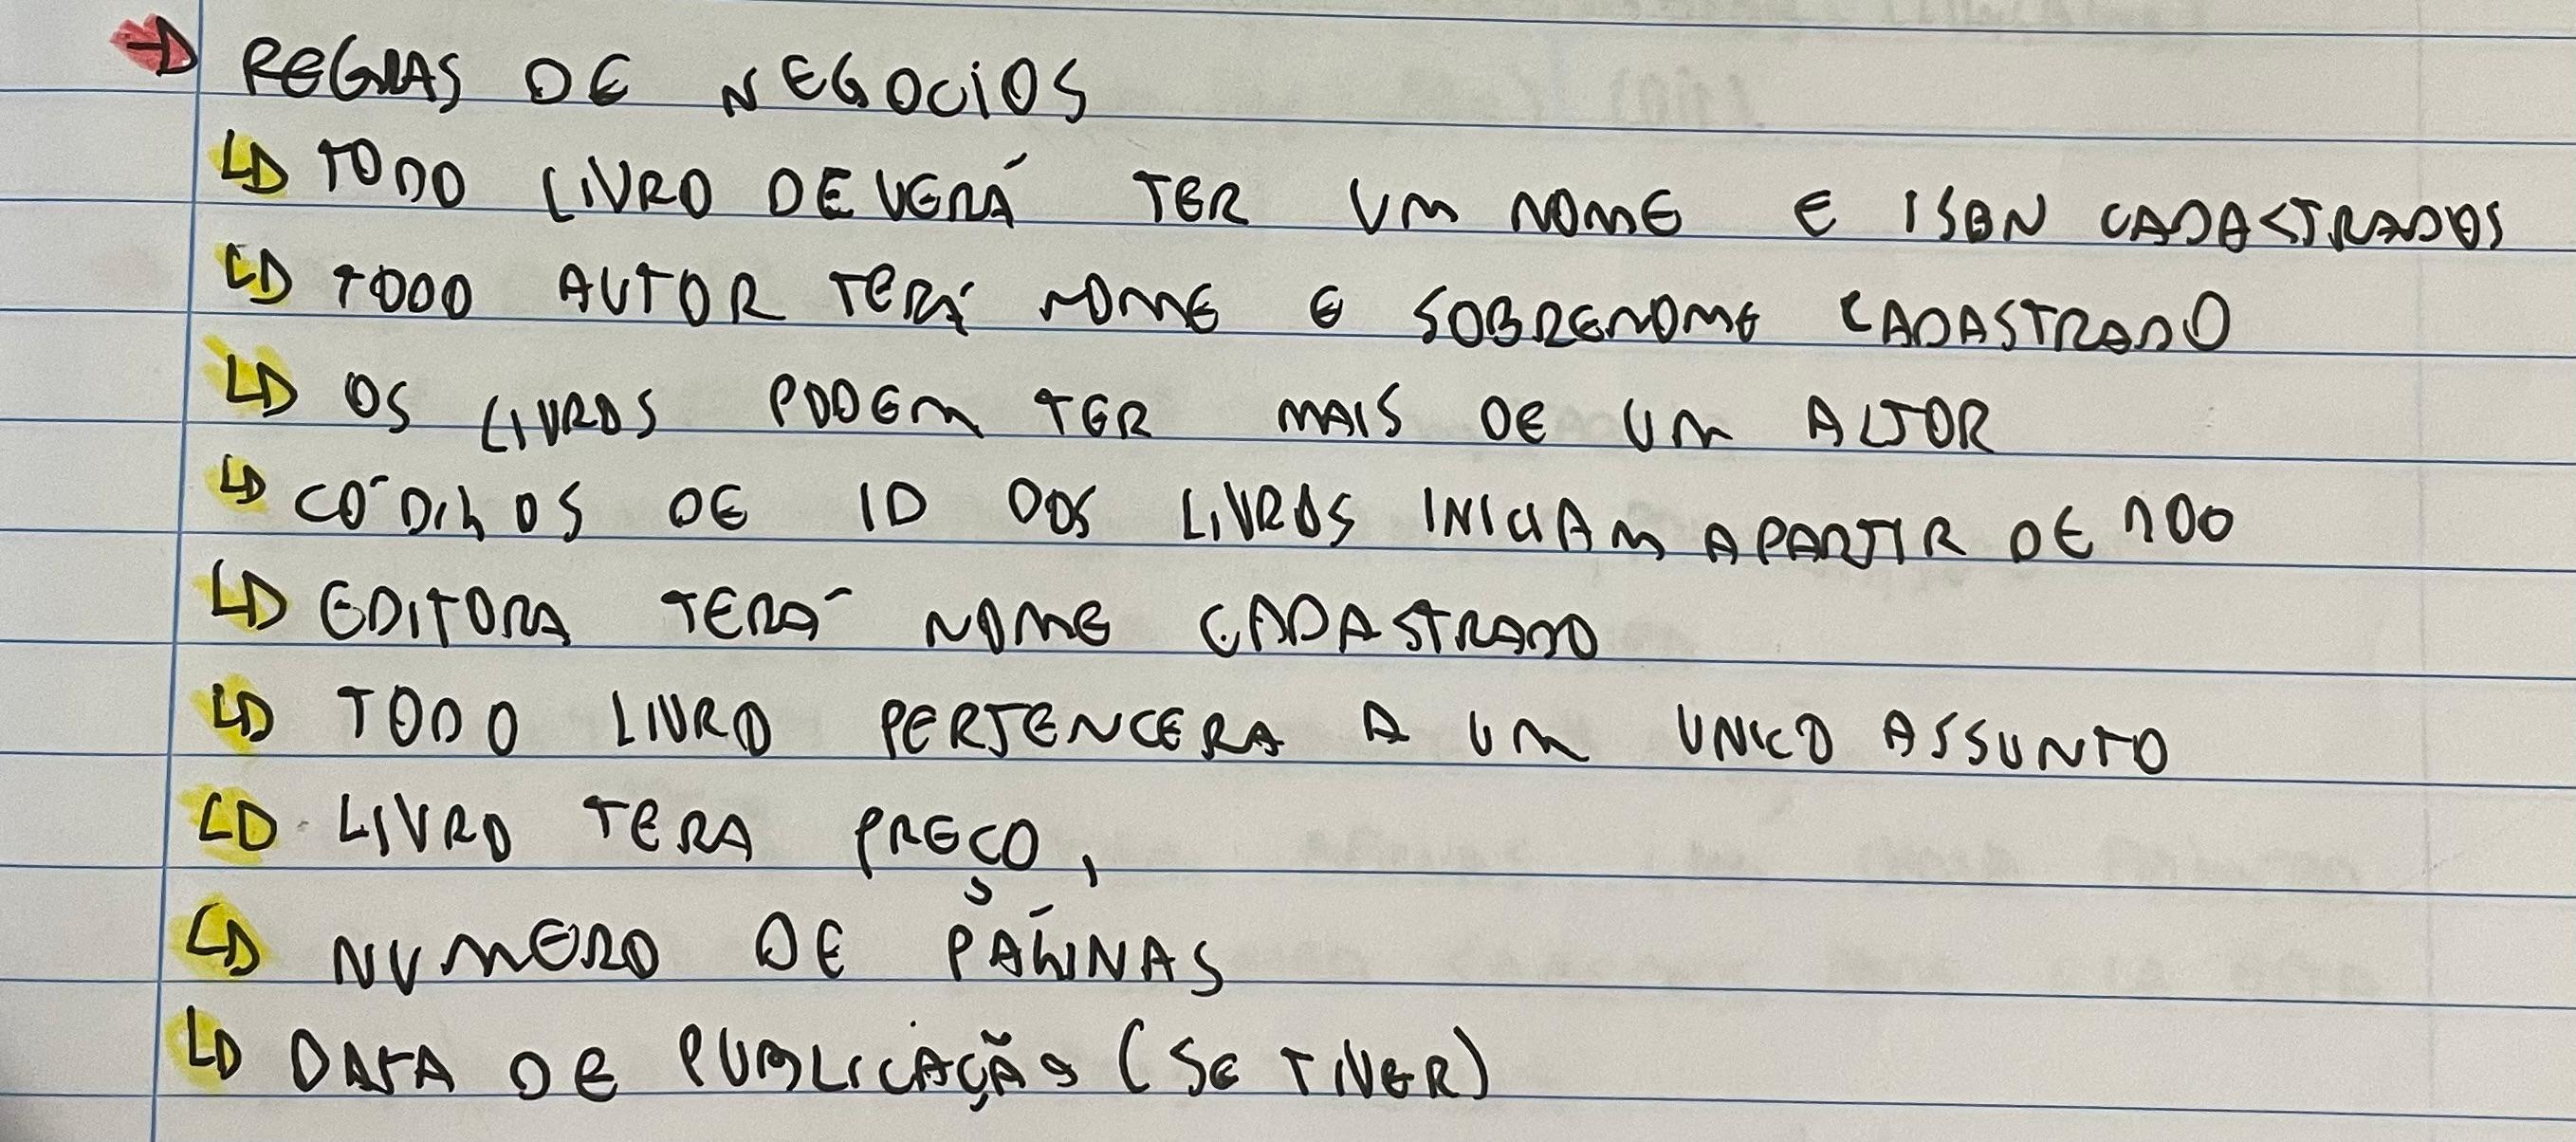 REGRAS DE NEGOCIOS
TODO LIVRO DEVERÁ TER UM NOME E ISBN CADASTRADOS
TODO AUTOR TERÁ NOME E SOBRENOME CADASTRADO
OS LIVROS PODEM TER MAIS DE UM AUTOR
CÓDIGOS DE ID DOS LIVROS INICIAM APARTIR DE 100
EDITORA TERÁ NOME CADASTRADO
TODO LIVRO PERTENCERA A UM UNICO ASSUNTO
LIVRO TERA PREÇO,
NUMERO DE PÁGINAS
DATA DE PUBLICAÇÃO (SE TIVER)